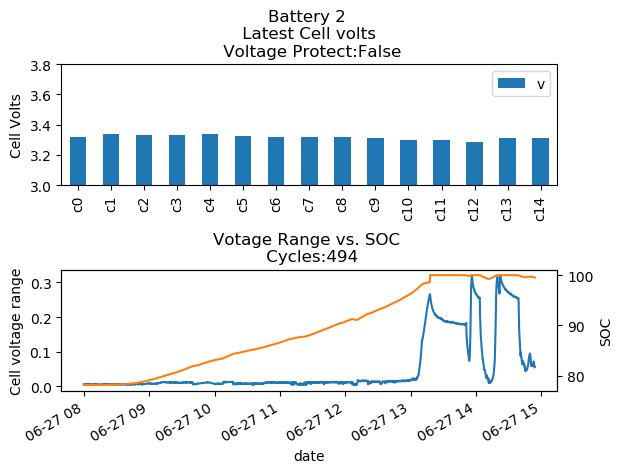 Battery 2
Latest Cell volts
Voltage Protect:False
3.8
3.6
3.4
3.2
3.0
Cell Volts
v
c0 c1 c2 c3 c4 c5 c6 c7 c8 c9 c10 c11 c12 c13 c14
Votage Range vs. SOC
Cycles:494
0.3
0.2
0.1
0.0
Cell voltage range
100
90
80
SOC
06-27 08 06-27 09 06-27 10 06-27 11 06-27 12 06-27 13 06-27 14 06-27 15
date